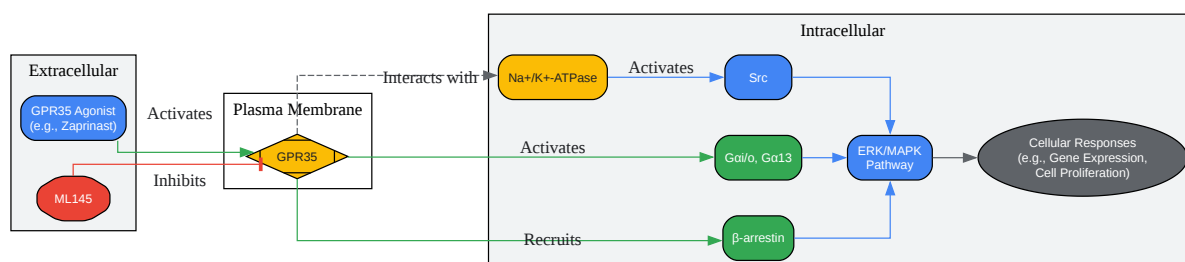 Extracellular
GPR35 Agonist
(e.g., Zaprinast)
ML145
Activates
Inhibits
Plasma Membrane
GPR35
Interacts with
Activates
Recruits
Intracellular
Na+/K+-ATPase
Activates
Src
Gαi/o, Gα13
β-arrestin
ERK/MAPK
Pathway
Cellular Responses
(e.g., Gene Expression,
Cell Proliferation)